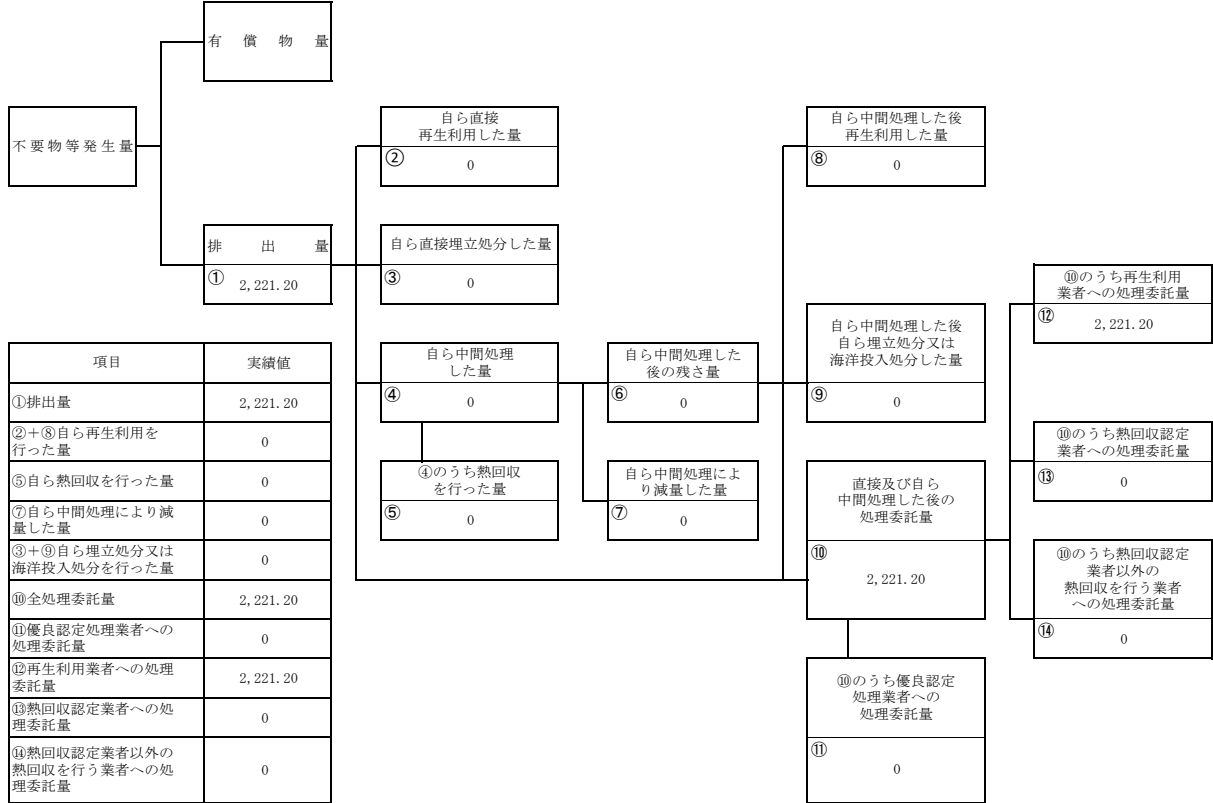 有償物量
不要物等発生量
排出量
① 2,221.20
自ら直接
再生利用した量
② 0
自ら直接埋立処分した量
③ 0
自ら中間処理
した量
④ 0
④のうち熱回収
を行った量
⑤ 0
自ら中間処理した
後の残さ量
⑥ 0
自ら中間処理によ
り減量した量
⑦ 0
自ら中間処理した後
再生利用した量
⑧ 0
自ら中間処理した後
自ら埋立処分又は
海洋投入処分した量
⑨ 0
直接及び自ら
中間処理した後の
処理委託量
⑩
2,221.20
⑩のうち優良認定
処理業者への
処理委託量
⑪
0
⑩のうち再生利用
業者への処理委託量
⑫ 2,221.20
⑩のうち熱回収認定
業者への処理委託量
⑬ 0
⑩のうち熱回収認定
業者以外の
熱回収を行う業者
への処理委託量
⑭ 0
項目 実績値
①排出量 2,221.20
②+⑧自ら再生利用を
行った量 0
⑤自ら熱回収を行った量 0
⑦自ら中間処理により減
量した量 0
③+⑨自ら埋立処分又は
海洋投入処分を行った量 0
⑩全処理委託量 2,221.20
⑪優良認定処理業者への
処理委託量 0
⑫再生利用業者への処理
委託量 2,221.20
⑬熱回収認定業者への処
理委託量 0
⑭熱回収認定業者以外の
熱回収を行う業者への処
理委託量 0